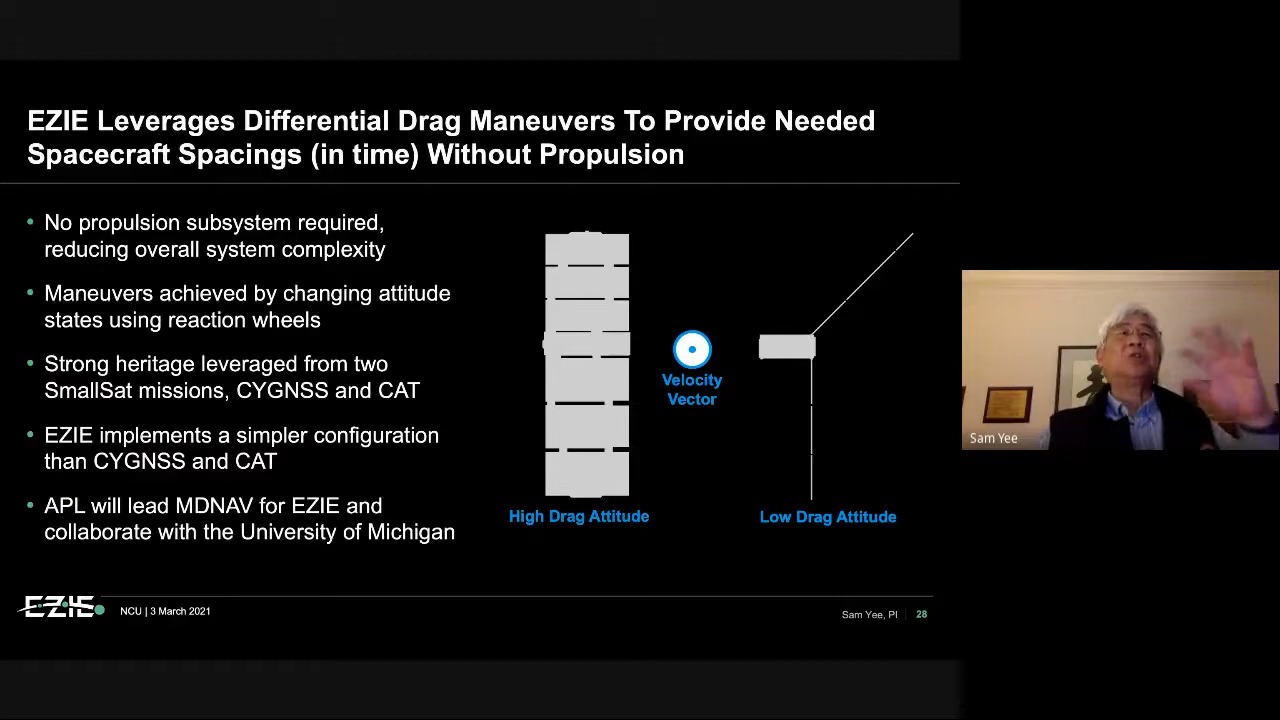 EZIE Leverages Differential Drag Maneuvers To Provide Needed
Spacecraft Spacings (in time) Without Propulsion
• No propulsion subsystem required,
reducing overall system complexity
• Maneuvers achieved by changing attitude
states using reaction wheels
• Strong heritage leveraged from two
SmallSat missions, CYGNSS and CAT
• EZIE implements a simpler configuration
than CYGNSS and CAT
• APL will lead MDNAV for EZIE and
collaborate with the University of Michigan
Velocity
Vector
High Drag Attitude
Low Drag Attitude
Sam Yee
EZIE
NCU | 3 March 2021
Sam Yee, PI | 28